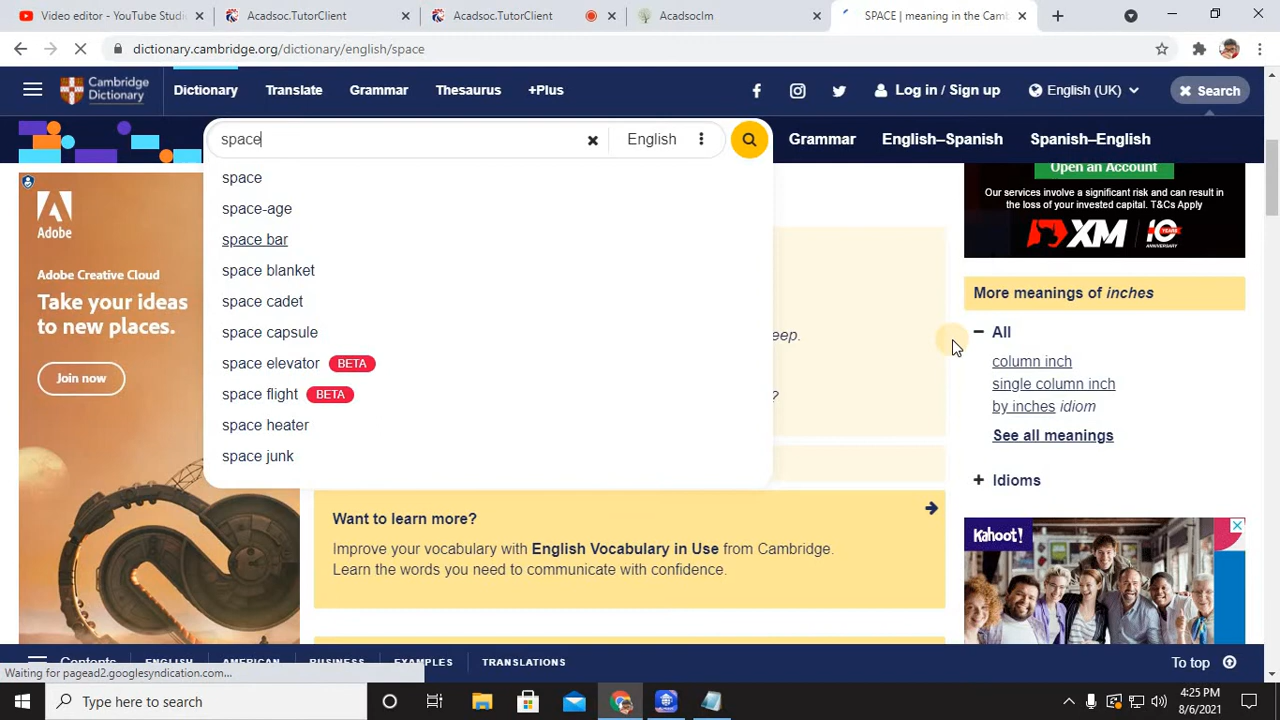 Video editor - YouTube Studi
Acadsoc.TutorClient
Acadsoc.TutorClient
Acadsoclm
SPACE | meaning in the Cam
dictionary.cambridge.org/dictionary/english/space
Cambridge
Dictionary
Dictionary
Translate
Grammar
Thesaurus
+Plus
Log in / Sign up
English (UK)
Search
space
English
Grammar
English–Spanish
Spanish–English
space
space-age
space bar
space blanket
space cadet
space capsule
space elevator BETA
space flight BETA
space heater
space junk
Adobe
Adobe Creative Cloud
Take your ideas
to new places.
Join now
eep.
?
Open an Account
Our services involve a significant risk and can result in
the loss of your invested capital. T&Cs Apply
XM 10 YEARS ANNIVERSARY
More meanings of inches
All
column inch
single column inch
by inches idiom
See all meanings
Idioms
Kahoot!
Want to learn more?
Improve your vocabulary with English Vocabulary in Use from Cambridge.
Learn the words you need to communicate with confidence.
Contents
ENGLISH
AMERICAN
BUSINESS
EXAMPLES
TRANSLATIONS
To top
Waiting for pagead2.googlesyndication.com...
Type here to search
4:25 PM
8/6/2021